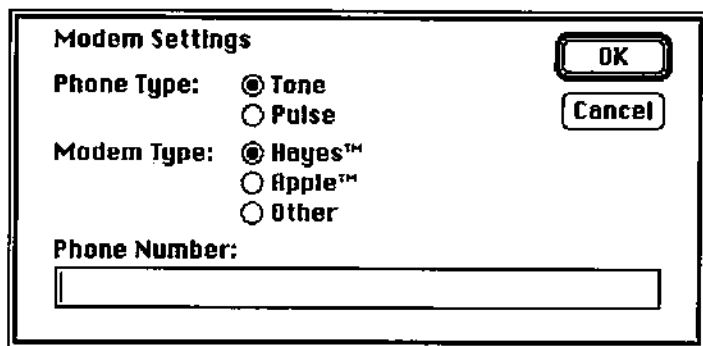 Modem Settings
OK
Phone Type: Tone
Pulse
Cancel
Modem Type: Hayes™
Apple™
Other
Phone Number: